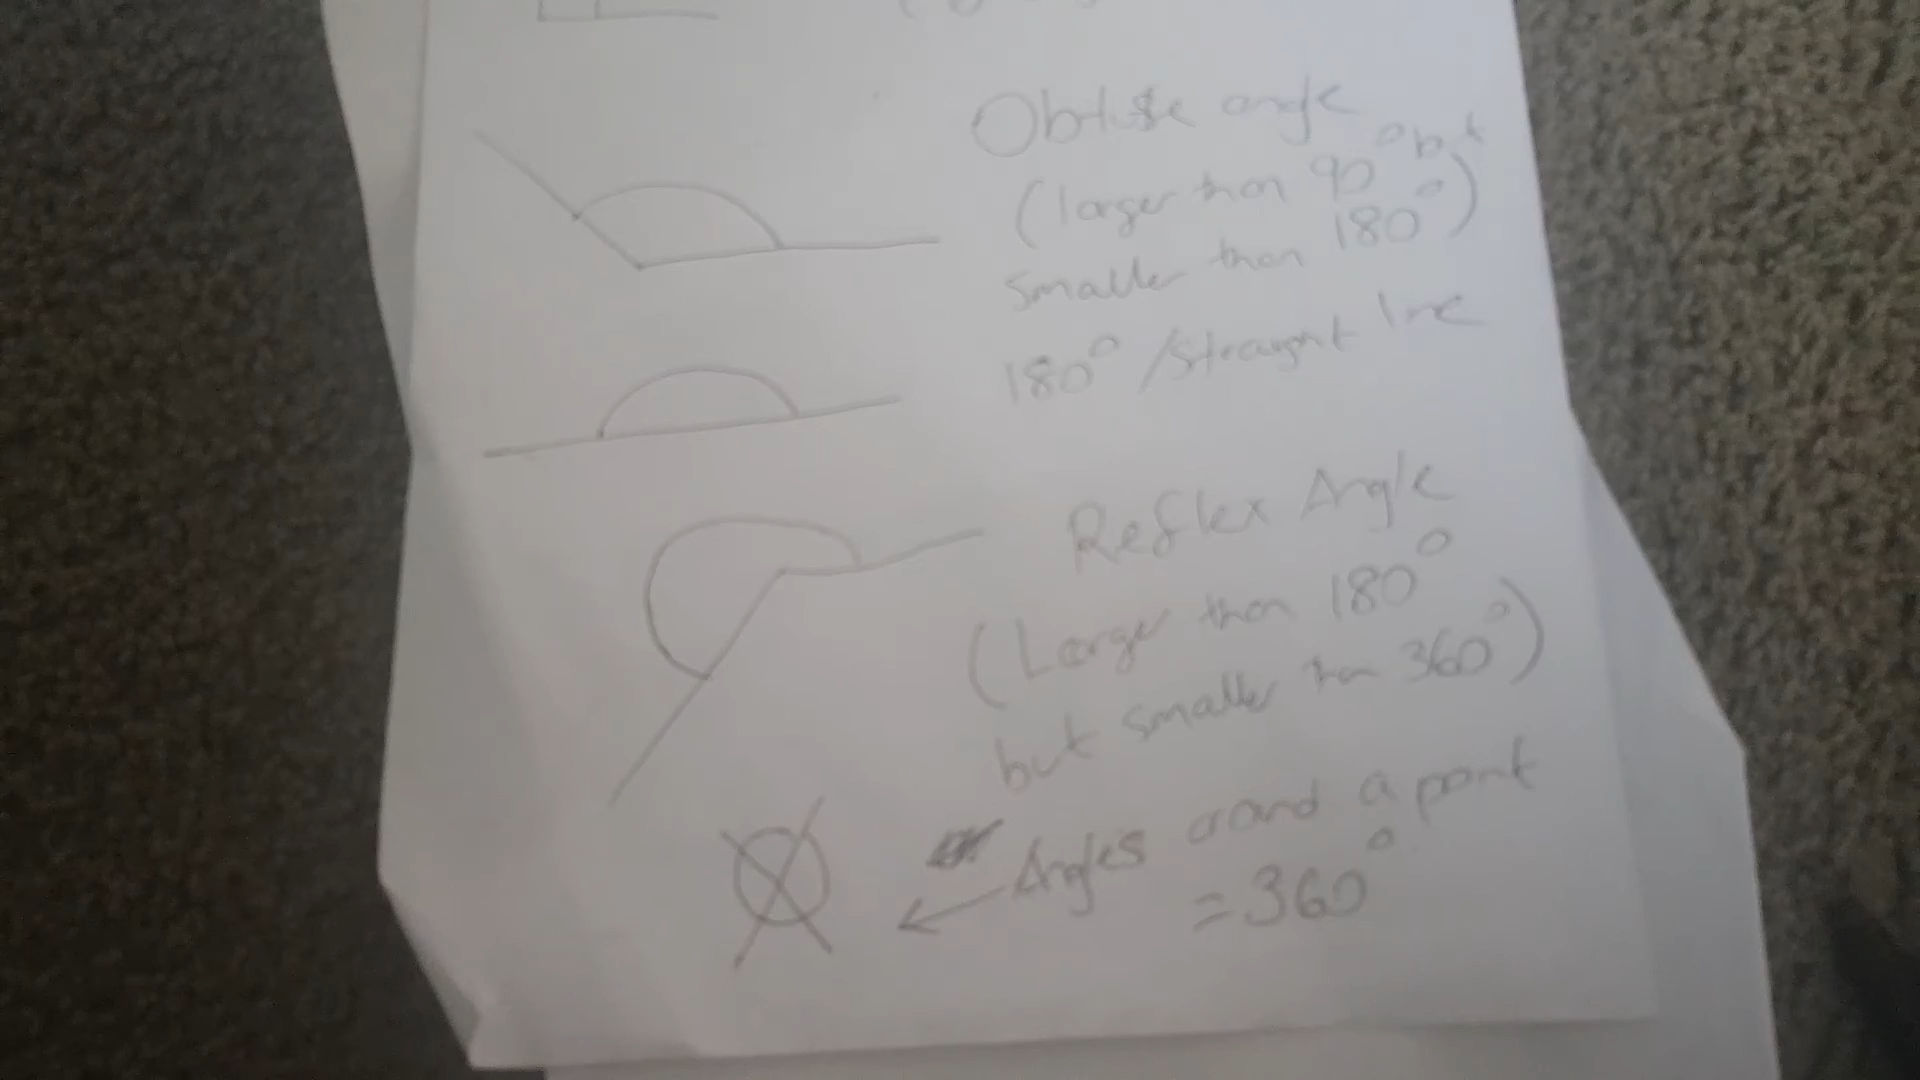 Obtuse angle
(larger than 90° but
smaller than 180°)
180° / Straight line
Reflex Angle
(Larger than 180°
but smaller than 360°)
Angles around a point
= 360°